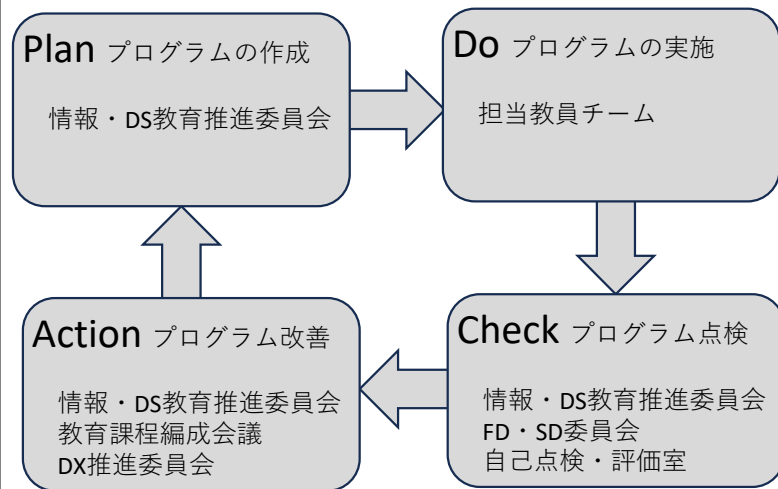 Plan プログラムの作成
情報・DS教育推進委員会
Do プログラムの実施
担当教員チーム
Action プログラム改善
情報・DS教育推進委員会
教育課程編成会議
DX推進委員会
Check プログラム点検
情報・DS教育推進委員会
FD・SD委員会
自己点検・評価室